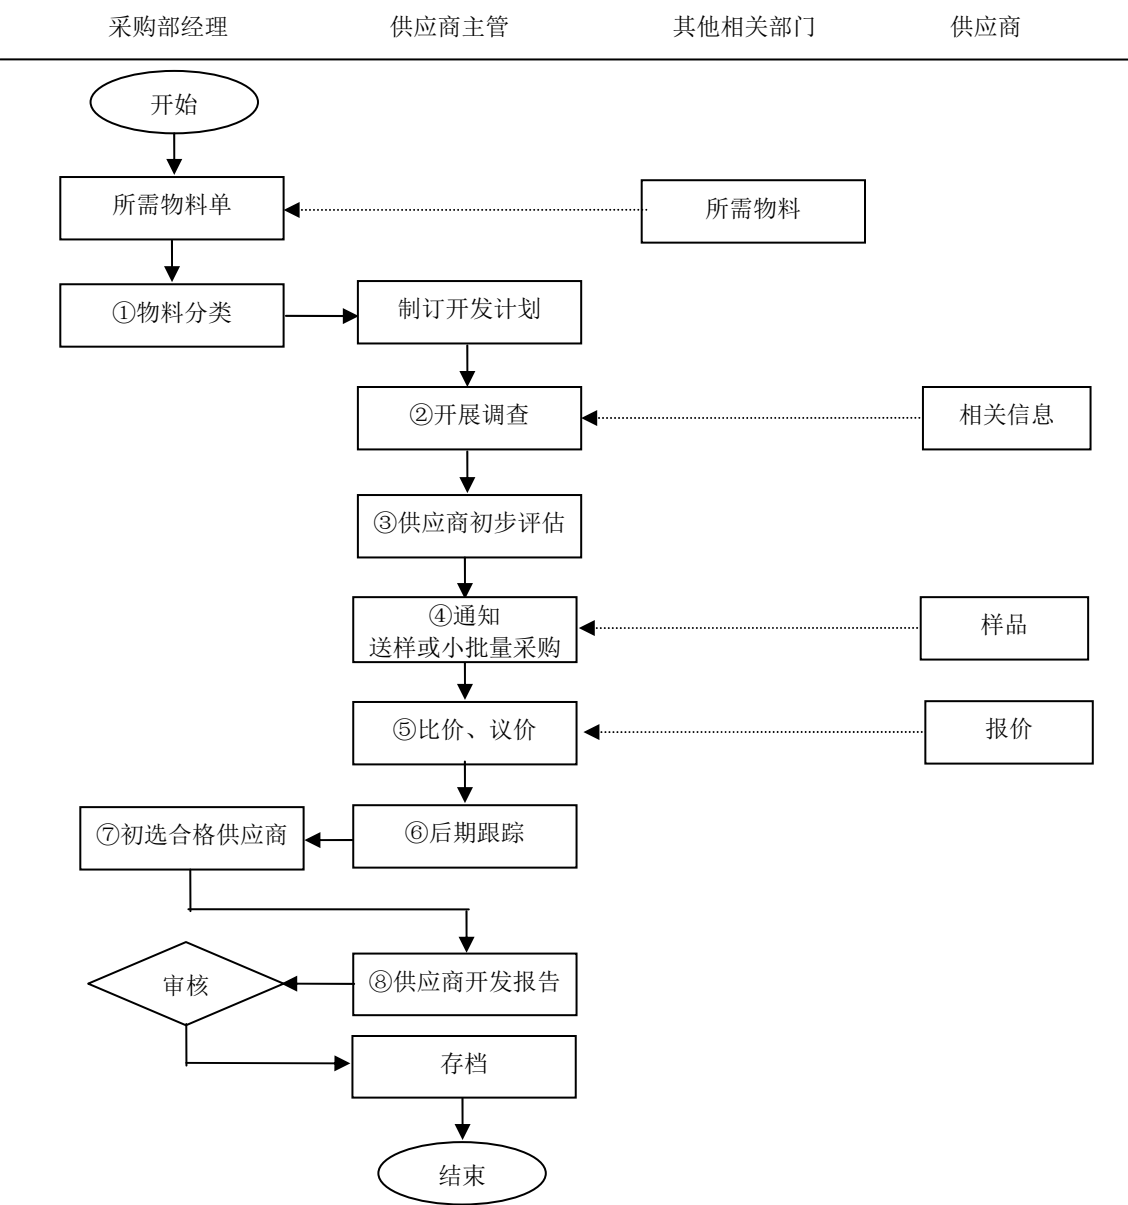 采购部经理
供应商主管
其他相关部门
供应商
开始
所需物料单
所需物料
①物料分类
制订开发计划
②开展调查
相关信息
③供应商初步评估
④通知
送样或小批量采购
样品
⑤比价、议价
报价
⑦初选合格供应商
⑥后期跟踪
审核
⑧供应商开发报告
存档
结束